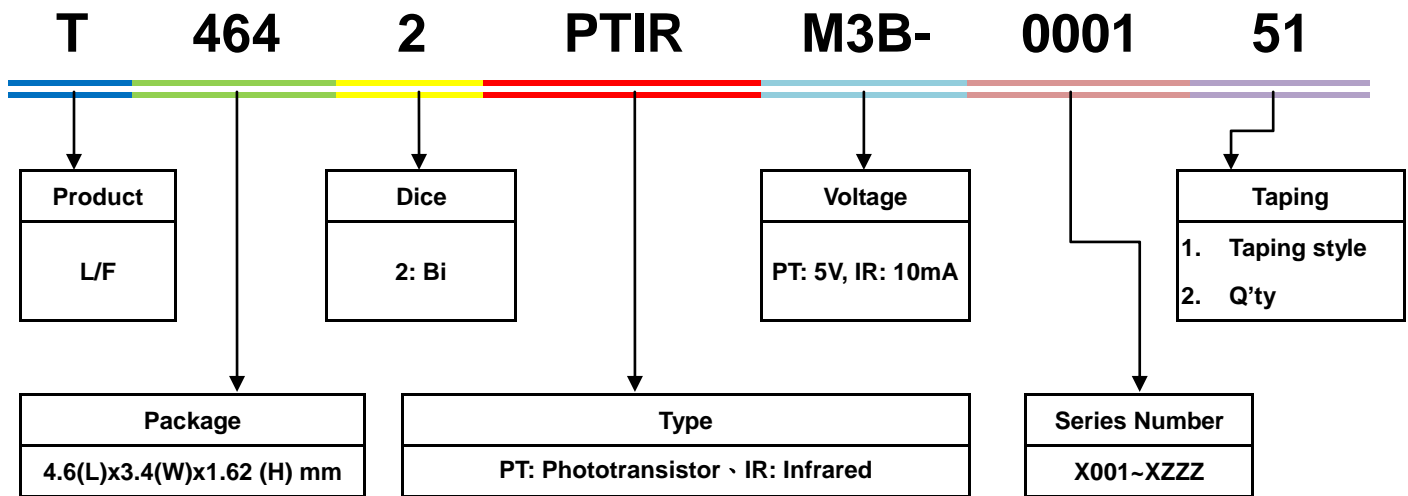 T 464 2 PTIR M3B- 0001 51
Product
L/F
Dice
2: Bi
Voltage
PT: 5V, IR: 10mA
Taping
1. Taping style
2. Q’ty
Package
4.6(L)x3.4(W)x1.62 (H) mm
Type
PT: Phototransistor、IR: Infrared
Series Number
X001~XZZZ